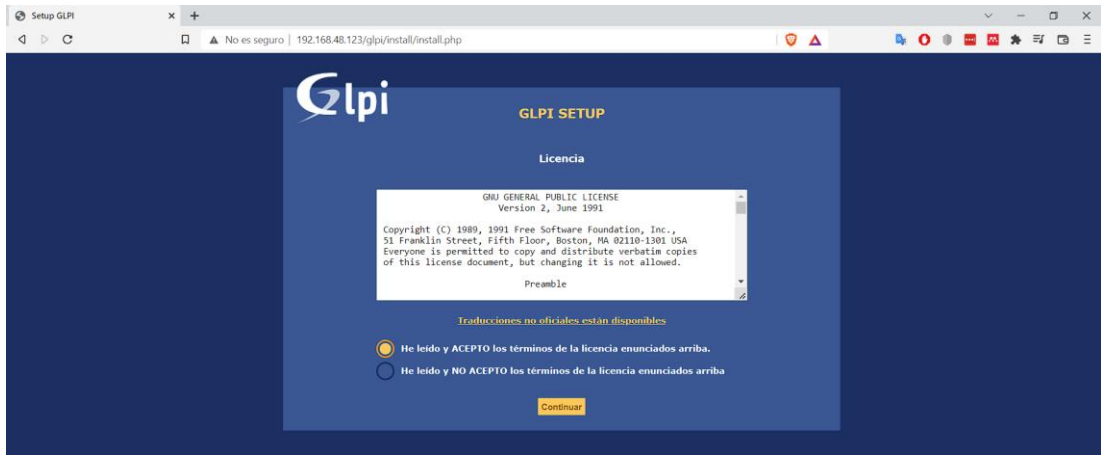 Setup GLPI
No es seguro | 192.168.48.123/glpi/install/install.php
Glpi
GLPI SETUP
Licencia
GNU GENERAL PUBLIC LICENSE
Version 2, June 1991
Copyright (C) 1989, 1991 Free Software Foundation, Inc.,
51 Franklin Street, Fifth Floor, Boston, MA 02110-1301 USA
Everyone is permitted to copy and distribute verbatim copies
of this license document, but changing it is not allowed.
Preamble
Traducciones no oficiales están disponibles
He leído y ACEPTO los términos de la licencia enunciados arriba.
He leído y NO ACEPTO los términos de la licencia enunciados arriba
Continuar